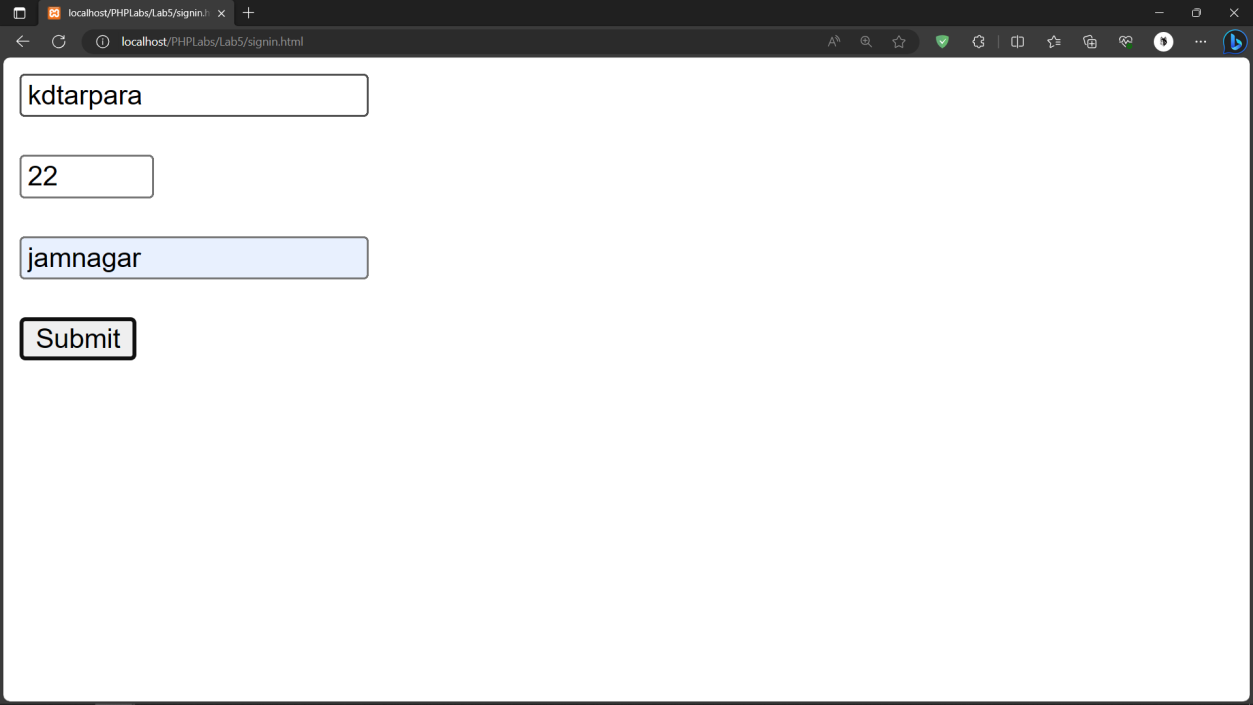 localhost/PHPLabs/Lab5/signin.h
localhost/PHPLabs/Lab5/signin.html
kdtarpara
22
jamnagar
Submit